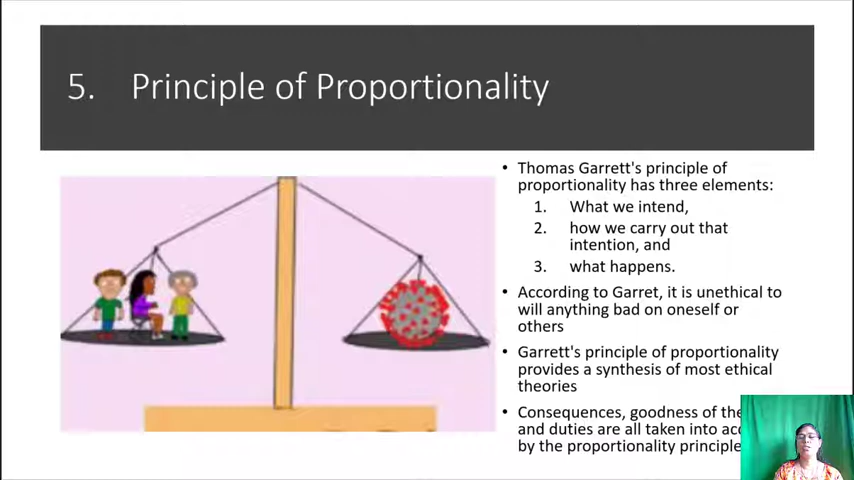 5. Principle of Proportionality
• Thomas Garrett's principle of
proportionality has three elements:
1. What we intend,
2. how we carry out that
intention, and
3. what happens.
• According to Garret, it is unethical to
will anything bad on oneself or
others
• Garrett's principle of proportionality
provides a synthesis of most ethical
theories
• Consequences, goodness of the
and duties are all taken into
by the proportionality principle